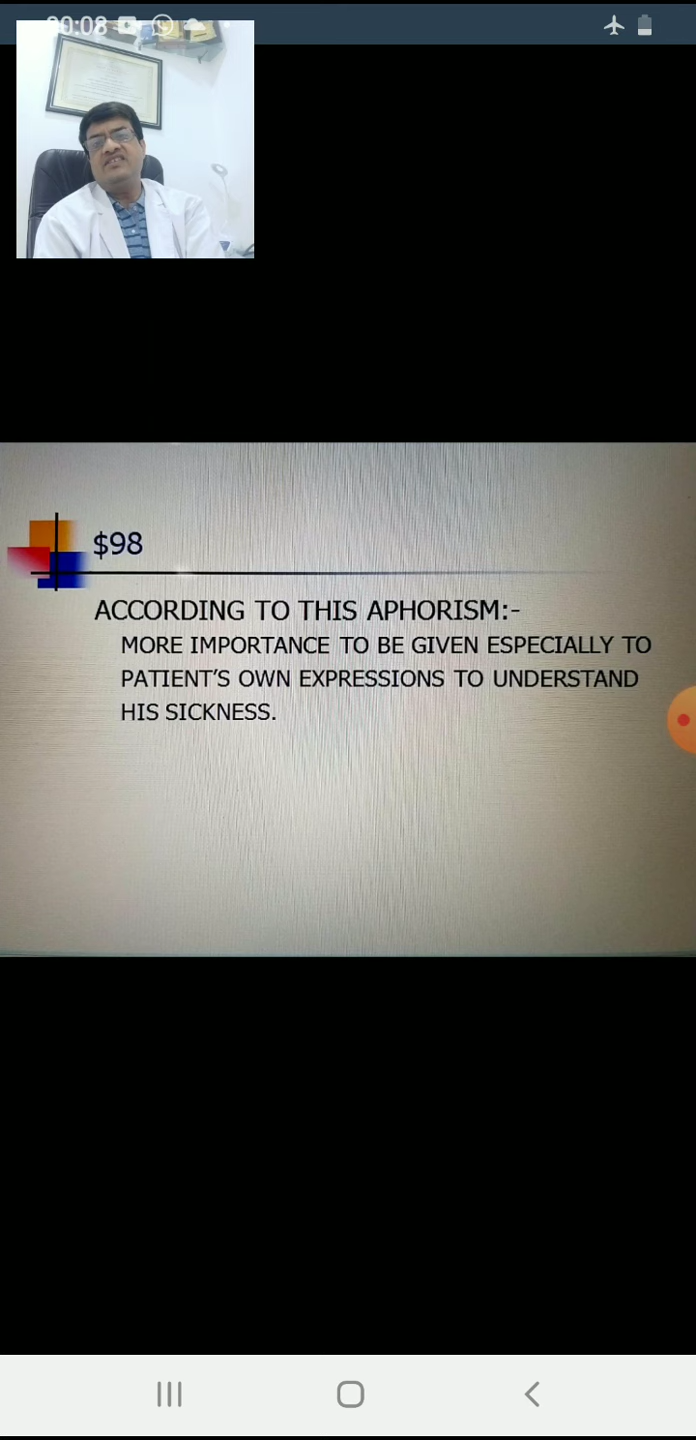 $98
ACCORDING TO THIS APHORISM:-
MORE IMPORTANCE TO BE GIVEN ESPECIALLY TO
PATIENT'S OWN EXPRESSIONS TO UNDERSTAND
HIS SICKNESS.